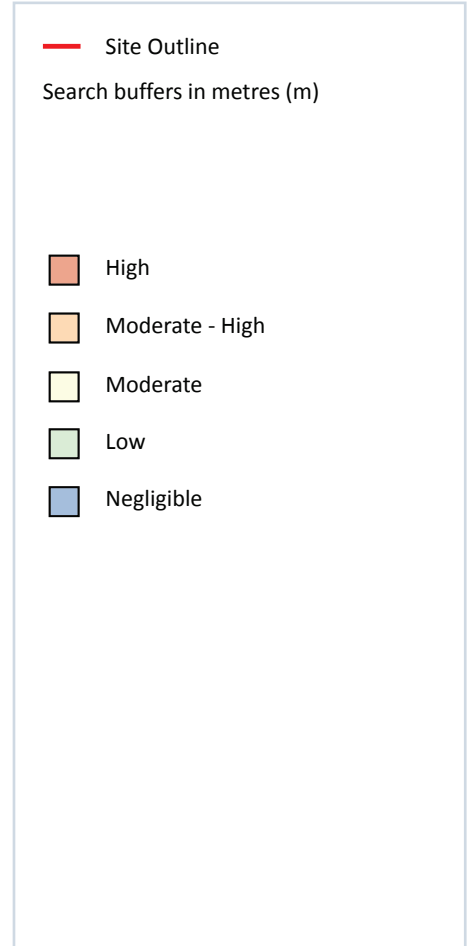 Site Outline
Search buffers in metres (m)
High
Moderate - High
Moderate
Low
Negligible